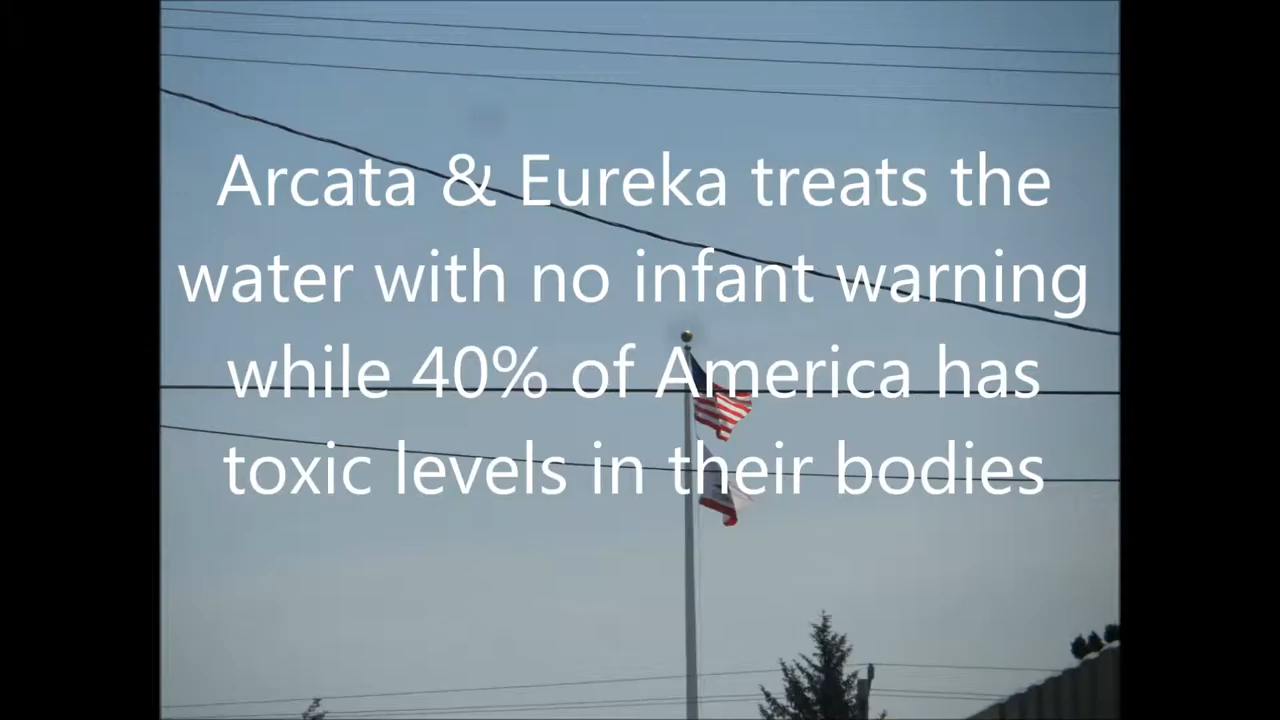 Arcata & Eureka treats the
water with no infant warning
while 40% of America has
toxic levels in their bodies